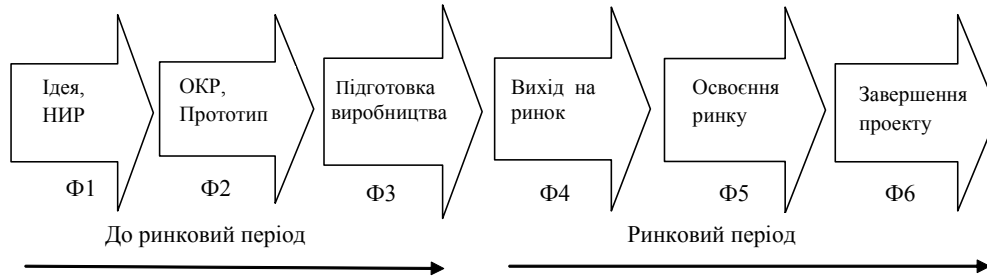 Ідея,
НИР
ОКР,
Прототип
Підготовка
виробництва
Вихід на
ринок
Освоєння
ринку
Завершення
проекту
Ф1
Ф2
Ф3
Ф4
Ф5
Ф6
До ринковий період
Ринковий період